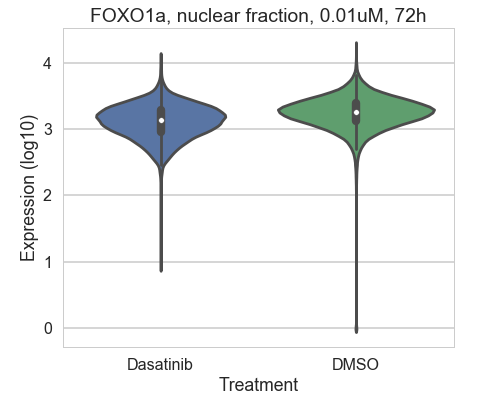 FOXO1a, nuclear fraction, 0.01uM, 72h
4
3
2
1
0
Expression (log10)
Dasatinib DMSO
Treatment